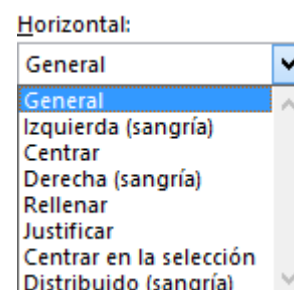 Horizontal:
General
General
Izquierda (sangría)
Centrar
Derecha (sangría)
Rellenar
Justificar
Centrar en la selección
Distribuido (sangría)